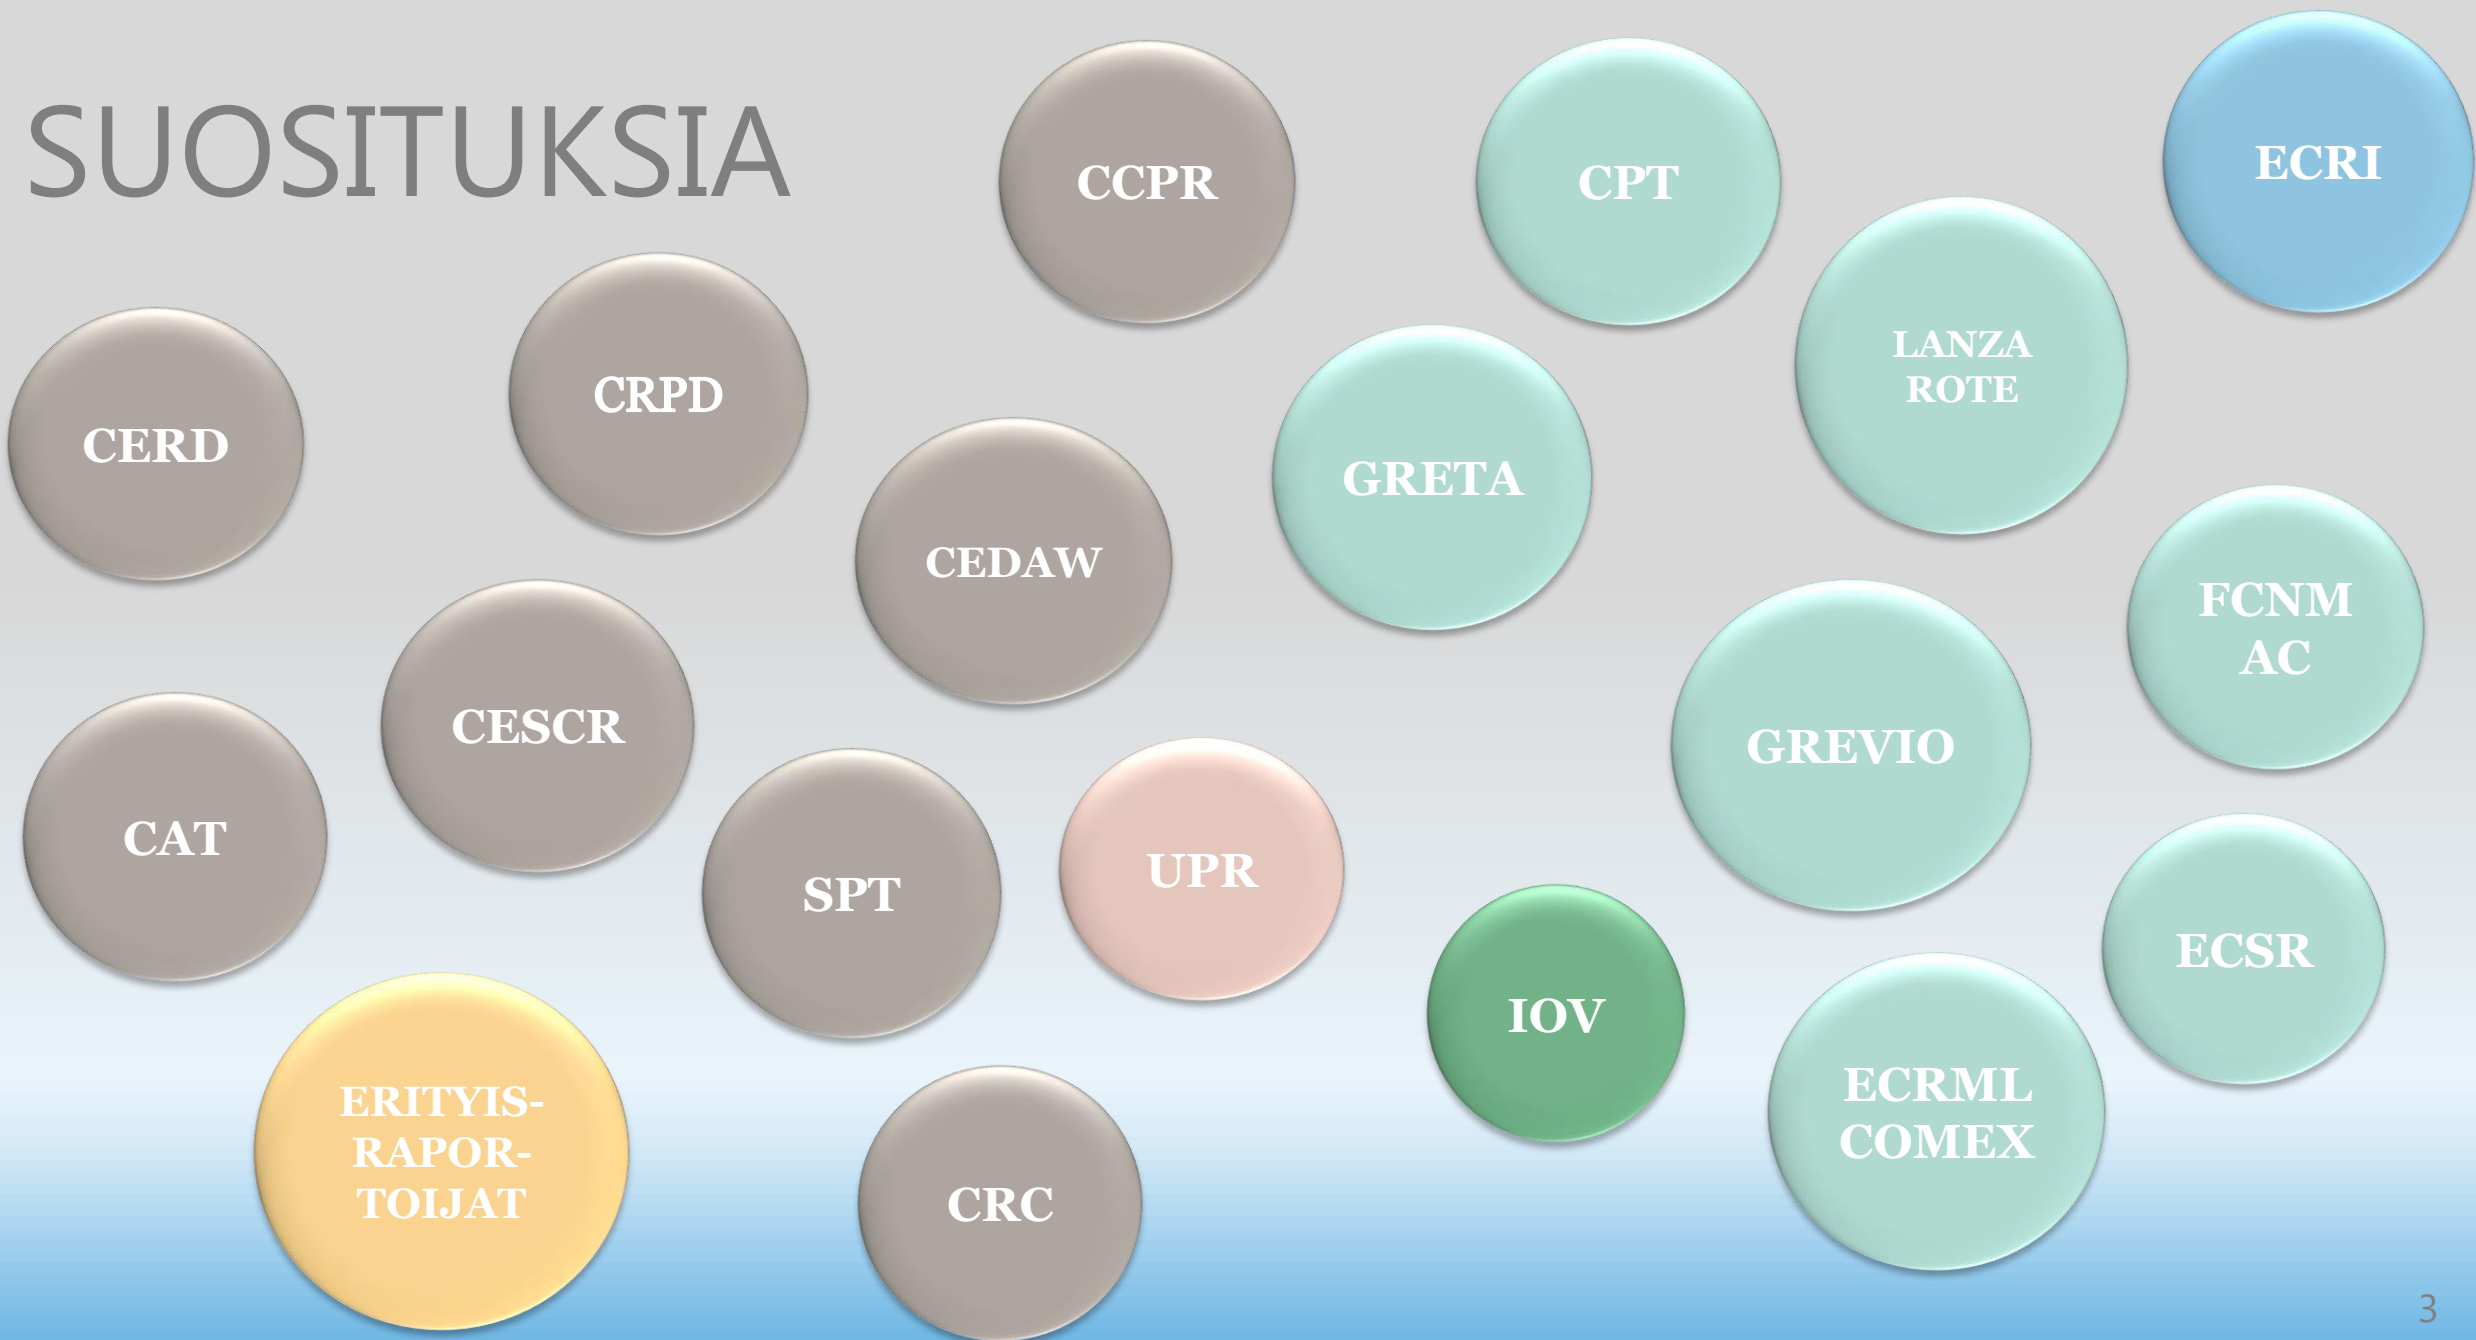 SUOSITUKSIA
CCPR
CPT
ECRI
LANZA
ROTE
CRPD
CERD
GRETA
CEDAW
FCNM
AC
CESCR
GREVIO
CAT
SPT
UPR
ECSR
IOV
ERITYIS-
RAPOR-
TOIJAT
ECRML
COMEX
CRC
3